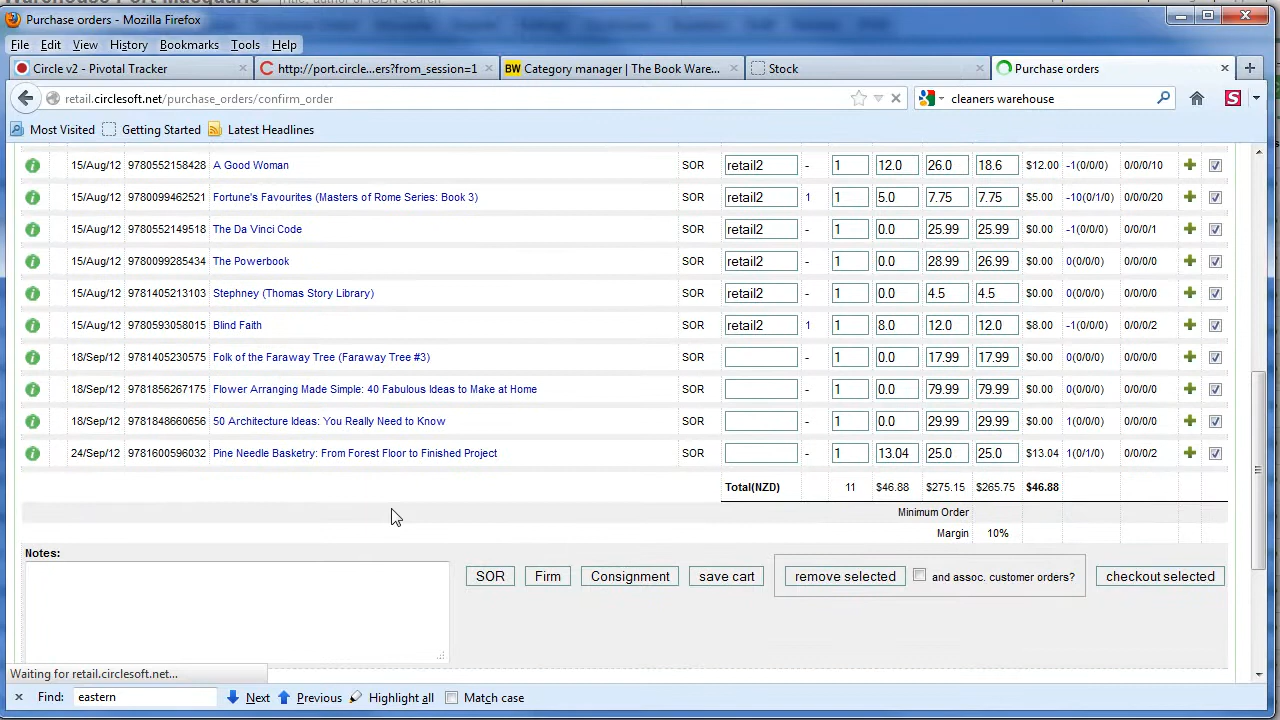 Purchase orders - Mozilla Firefox
File Edit View History Bookmarks Tools Help
Circle v2 - Pivotal Tracker http://port.circle...ers?from_session=1 BW Category manager | The Book Ware... Stock Purchase orders
retail.circlesoft.net/purchase_orders/confirm_order cleaners warehouse S
Most Visited Getting Started Latest Headlines
15/Aug/12 9780552158428 A Good Woman SOR retail2 - 1 12.0 26.0 18.6 $12.00 -1(0/0/0) 0/0/0/10
15/Aug/12 9780099462521 Fortune's Favourites (Masters of Rome Series: Book 3) SOR retail2 1 1 5.0 7.75 7.75 $5.00 -10(0/1/0) 0/0/0/20
15/Aug/12 9780552149518 The Da Vinci Code SOR retail2 - 1 0.0 25.99 25.99 $0.00 -1(0/0/0) 0/0/0/1
15/Aug/12 9780099285434 The Powerbook SOR retail2 - 1 0.0 28.99 26.99 $0.00 0(0/0/0) 0/0/0/0
15/Aug/12 9781405213103 Stephney (Thomas Story Library) SOR retail2 - 1 0.0 4.5 4.5 $0.00 0(0/0/0) 0/0/0/0
15/Aug/12 9780593058015 Blind Faith SOR retail2 1 1 8.0 12.0 12.0 $8.00 -1(0/0/0) 0/0/0/2
18/Sep/12 9781405230575 Folk of the Faraway Tree (Faraway Tree #3) SOR - 1 0.0 17.99 17.99 $0.00 0(0/0/0) 0/0/0/0
18/Sep/12 9781856267175 Flower Arranging Made Simple: 40 Fabulous Ideas to Make at Home SOR - 1 0.0 79.99 79.99 $0.00 0(0/0/0) 0/0/0/0
18/Sep/12 9781848660656 50 Architecture Ideas: You Really Need to Know SOR - 1 0.0 29.99 29.99 $0.00 1(0/0/0) 0/0/0/0
24/Sep/12 9781600596032 Pine Needle Basketry: From Forest Floor to Finished Project SOR - 1 13.04 25.0 25.0 $13.04 1(0/1/0) 0/0/0/2
Total(NZD) 11 $46.88 $275.15 $265.75 $46.88
Minimum Order
Margin 10%
Notes:
SOR Firm Consignment save cart remove selected and assoc. customer orders? checkout selected
Waiting for retail.circlesoft.net...
Find: eastern Next Previous Highlight all Match case